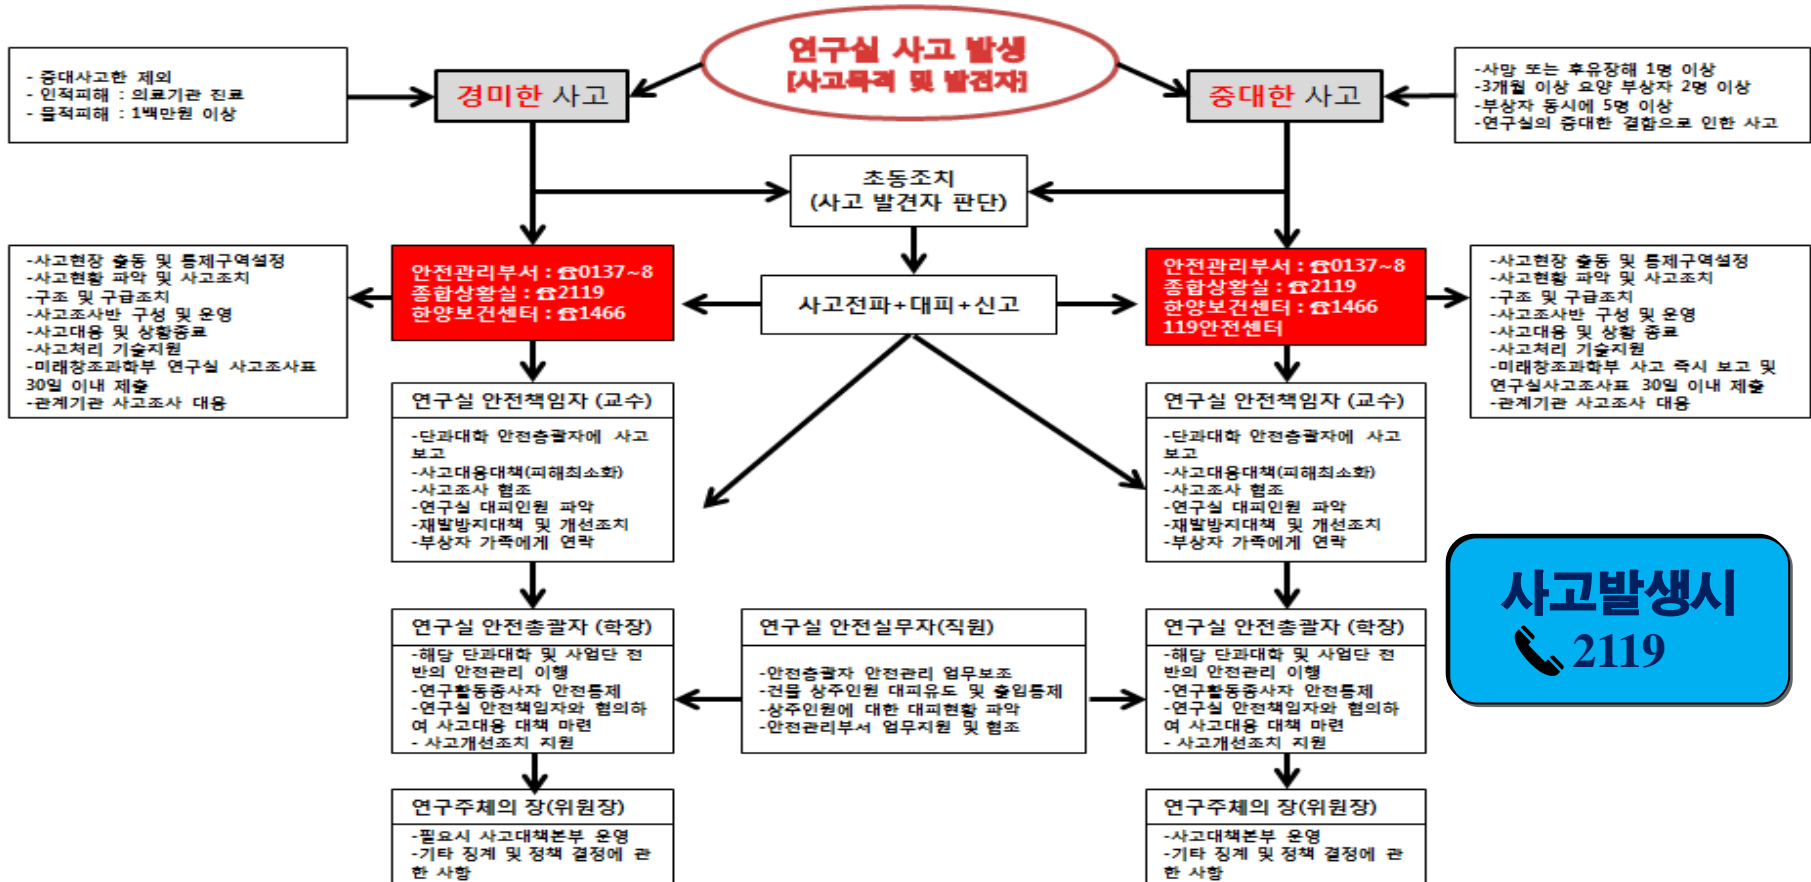 연구실 사고 발생
[사고목격 및 발견자]
- 중대사고한 제외
- 인적피해 : 의료기관 진료
- 물적피해 : 1백만원 이상
경미한 사고
중대한 사고
-사망 또는 후유장해 1명 이상
-3개월 이상 요양 부상자 2명 이상
-부상자 동시에 5명 이상
-연구실의 중대한 결함으로 인한 사고
초동조치
(사고 발견자 판단)
-사고현장 출동 및 통제구역설정
-사고현황 파악 및 사고조치
-구조 및 구급조치
-사고조사반 구성 및 운영
-사고대응 및 상황종료
-사고처리 기술지원
-미래창조과학부 연구실 사고조사표
30일 이내 제출
-관계기관 사고조사 대응
안전관리부서 : ☎0137~8
종합상황실 : ☎2119
한양보건센터 : ☎1466
사고전파+대피+신고
안전관리부서 : ☎0137~8
종합상황실 : ☎2119
한양보건센터 : ☎1466
119안전센터
-사고현장 출동 및 통제구역설정
-사고현황 파악 및 사고조치
-구조 및 구급조치
-사고조사반 구성 및 운영
-사고대응 및 상황 종료
-사고처리 기술지원
-미래창조과학부 사고 즉시 보고 및
연구실사고조사표 30일 이내 제출
-관계기관 사고조사 대응
연구실 안전책임자 (교수)
-단과대학 안전총괄자에 사고
보고
-사고대응대책(피해최소화)
-사고조사 협조
-연구실 대피인원 파악
-재발방지대책 및 개선조치
-부상자 가족에게 연락
연구실 안전책임자 (교수)
-단과대학 안전총괄자에 사고
보고
-사고대응대책(피해최소화)
-사고조사 협조
-연구실 대피인원 파악
-재발방지대책 및 개선조치
-부상자 가족에게 연락
사고발생시
2119
연구실 안전총괄자 (학장)
-해당 단과대학 및 사업단 전
반의 안전관리 이행
-연구활동종사자 안전통제
-연구실 안전책임자와 협의하
여 사고대응 대책 마련
- 사고개선조치 지원
연구실 안전실무자(직원)
-안전총괄자 안전관리 업무보조
-건물 상주인원 대피유도 및 출입통제
-상주인원에 대한 대피현황 파악
-안전관리부서 업무지원 및 협조
연구실 안전총괄자 (학장)
-해당 단과대학 및 사업단 전
반의 안전관리 이행
-연구활동종사자 안전통제
-연구실 안전책임자와 협의하
여 사고대응 대책 마련
- 사고개선조치 지원
연구주체의 장(위원장)
-필요시 사고대책본부 운영
-기타 징계 및 정책 결정에 관
한 사항
연구주체의 장(위원장)
-사고대책본부 운영
-기타 징계 및 정책 결정에 관
한 사항